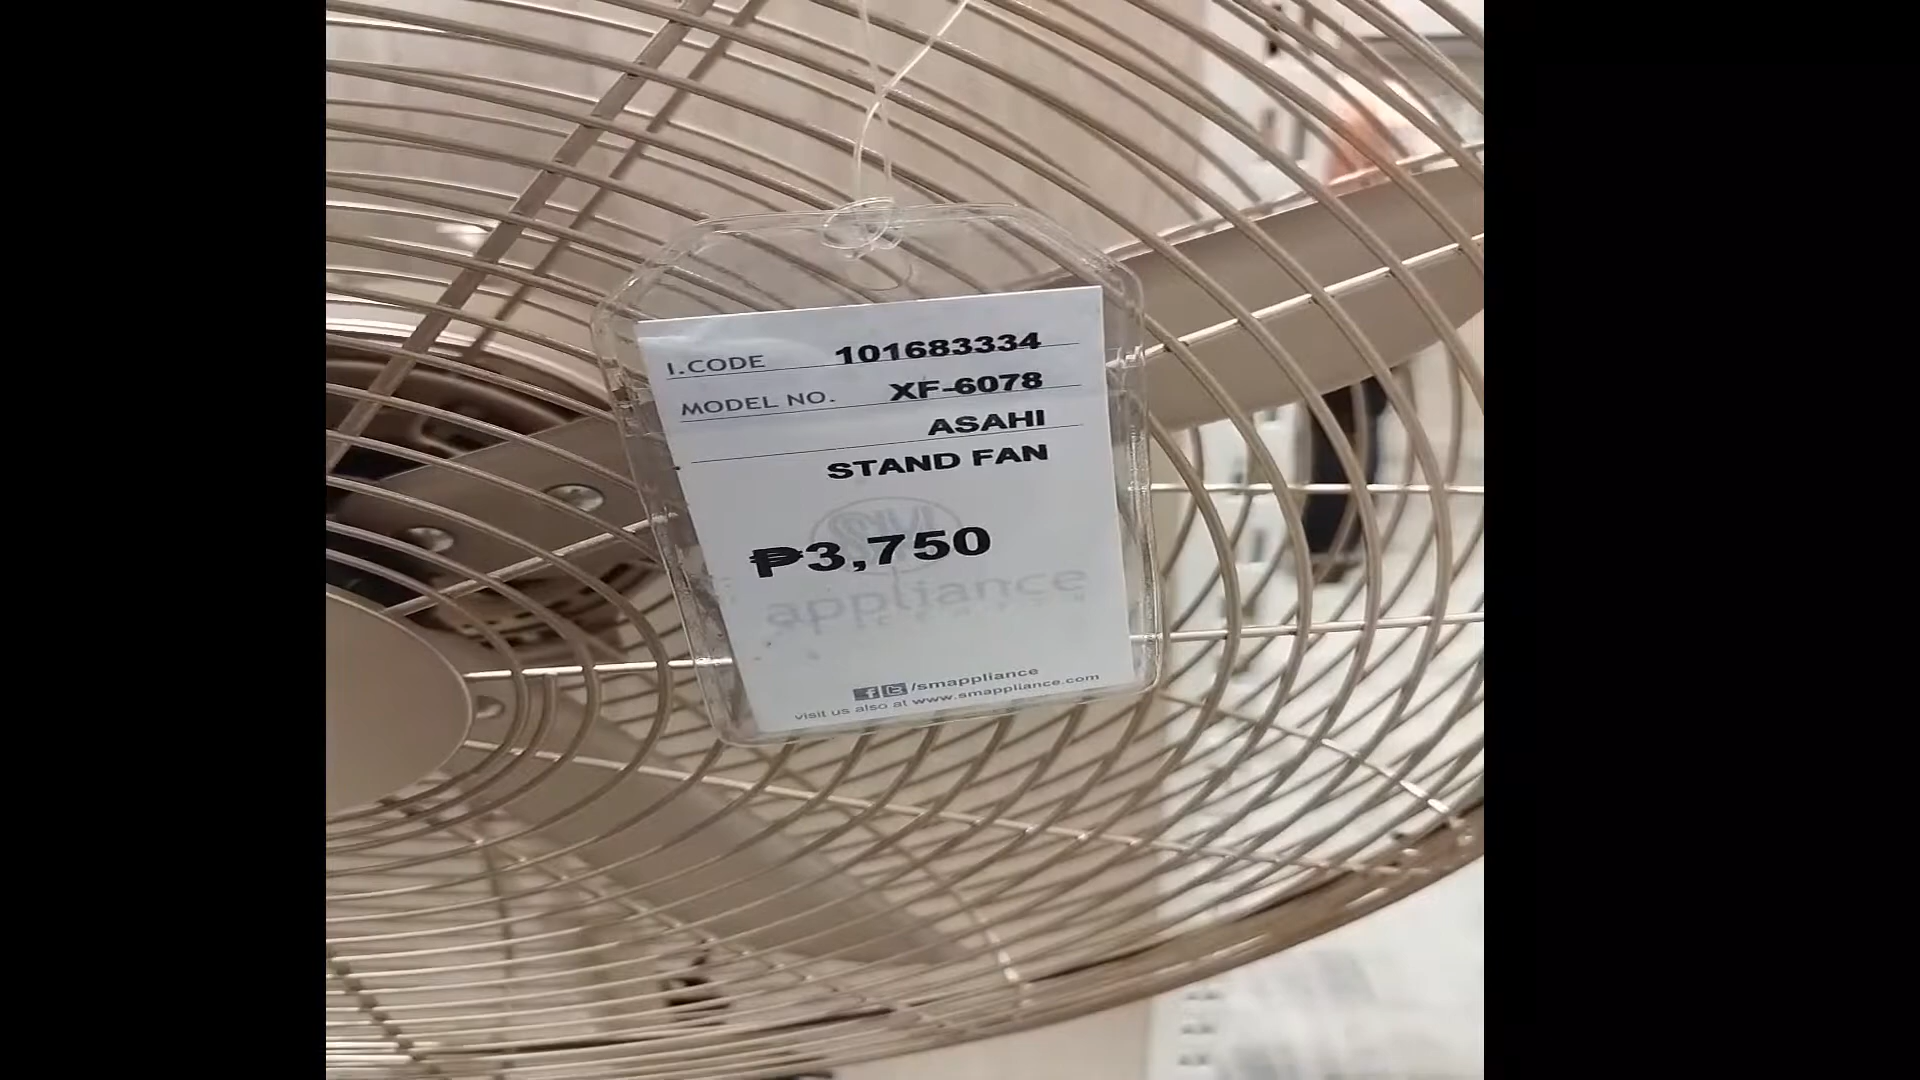 I.CODE 101683334
MODEL NO. XF-6078
ASAHI
STAND FAN
SM
₱3,750
appliance
/smappliance
visit us also at www.smappliance.com